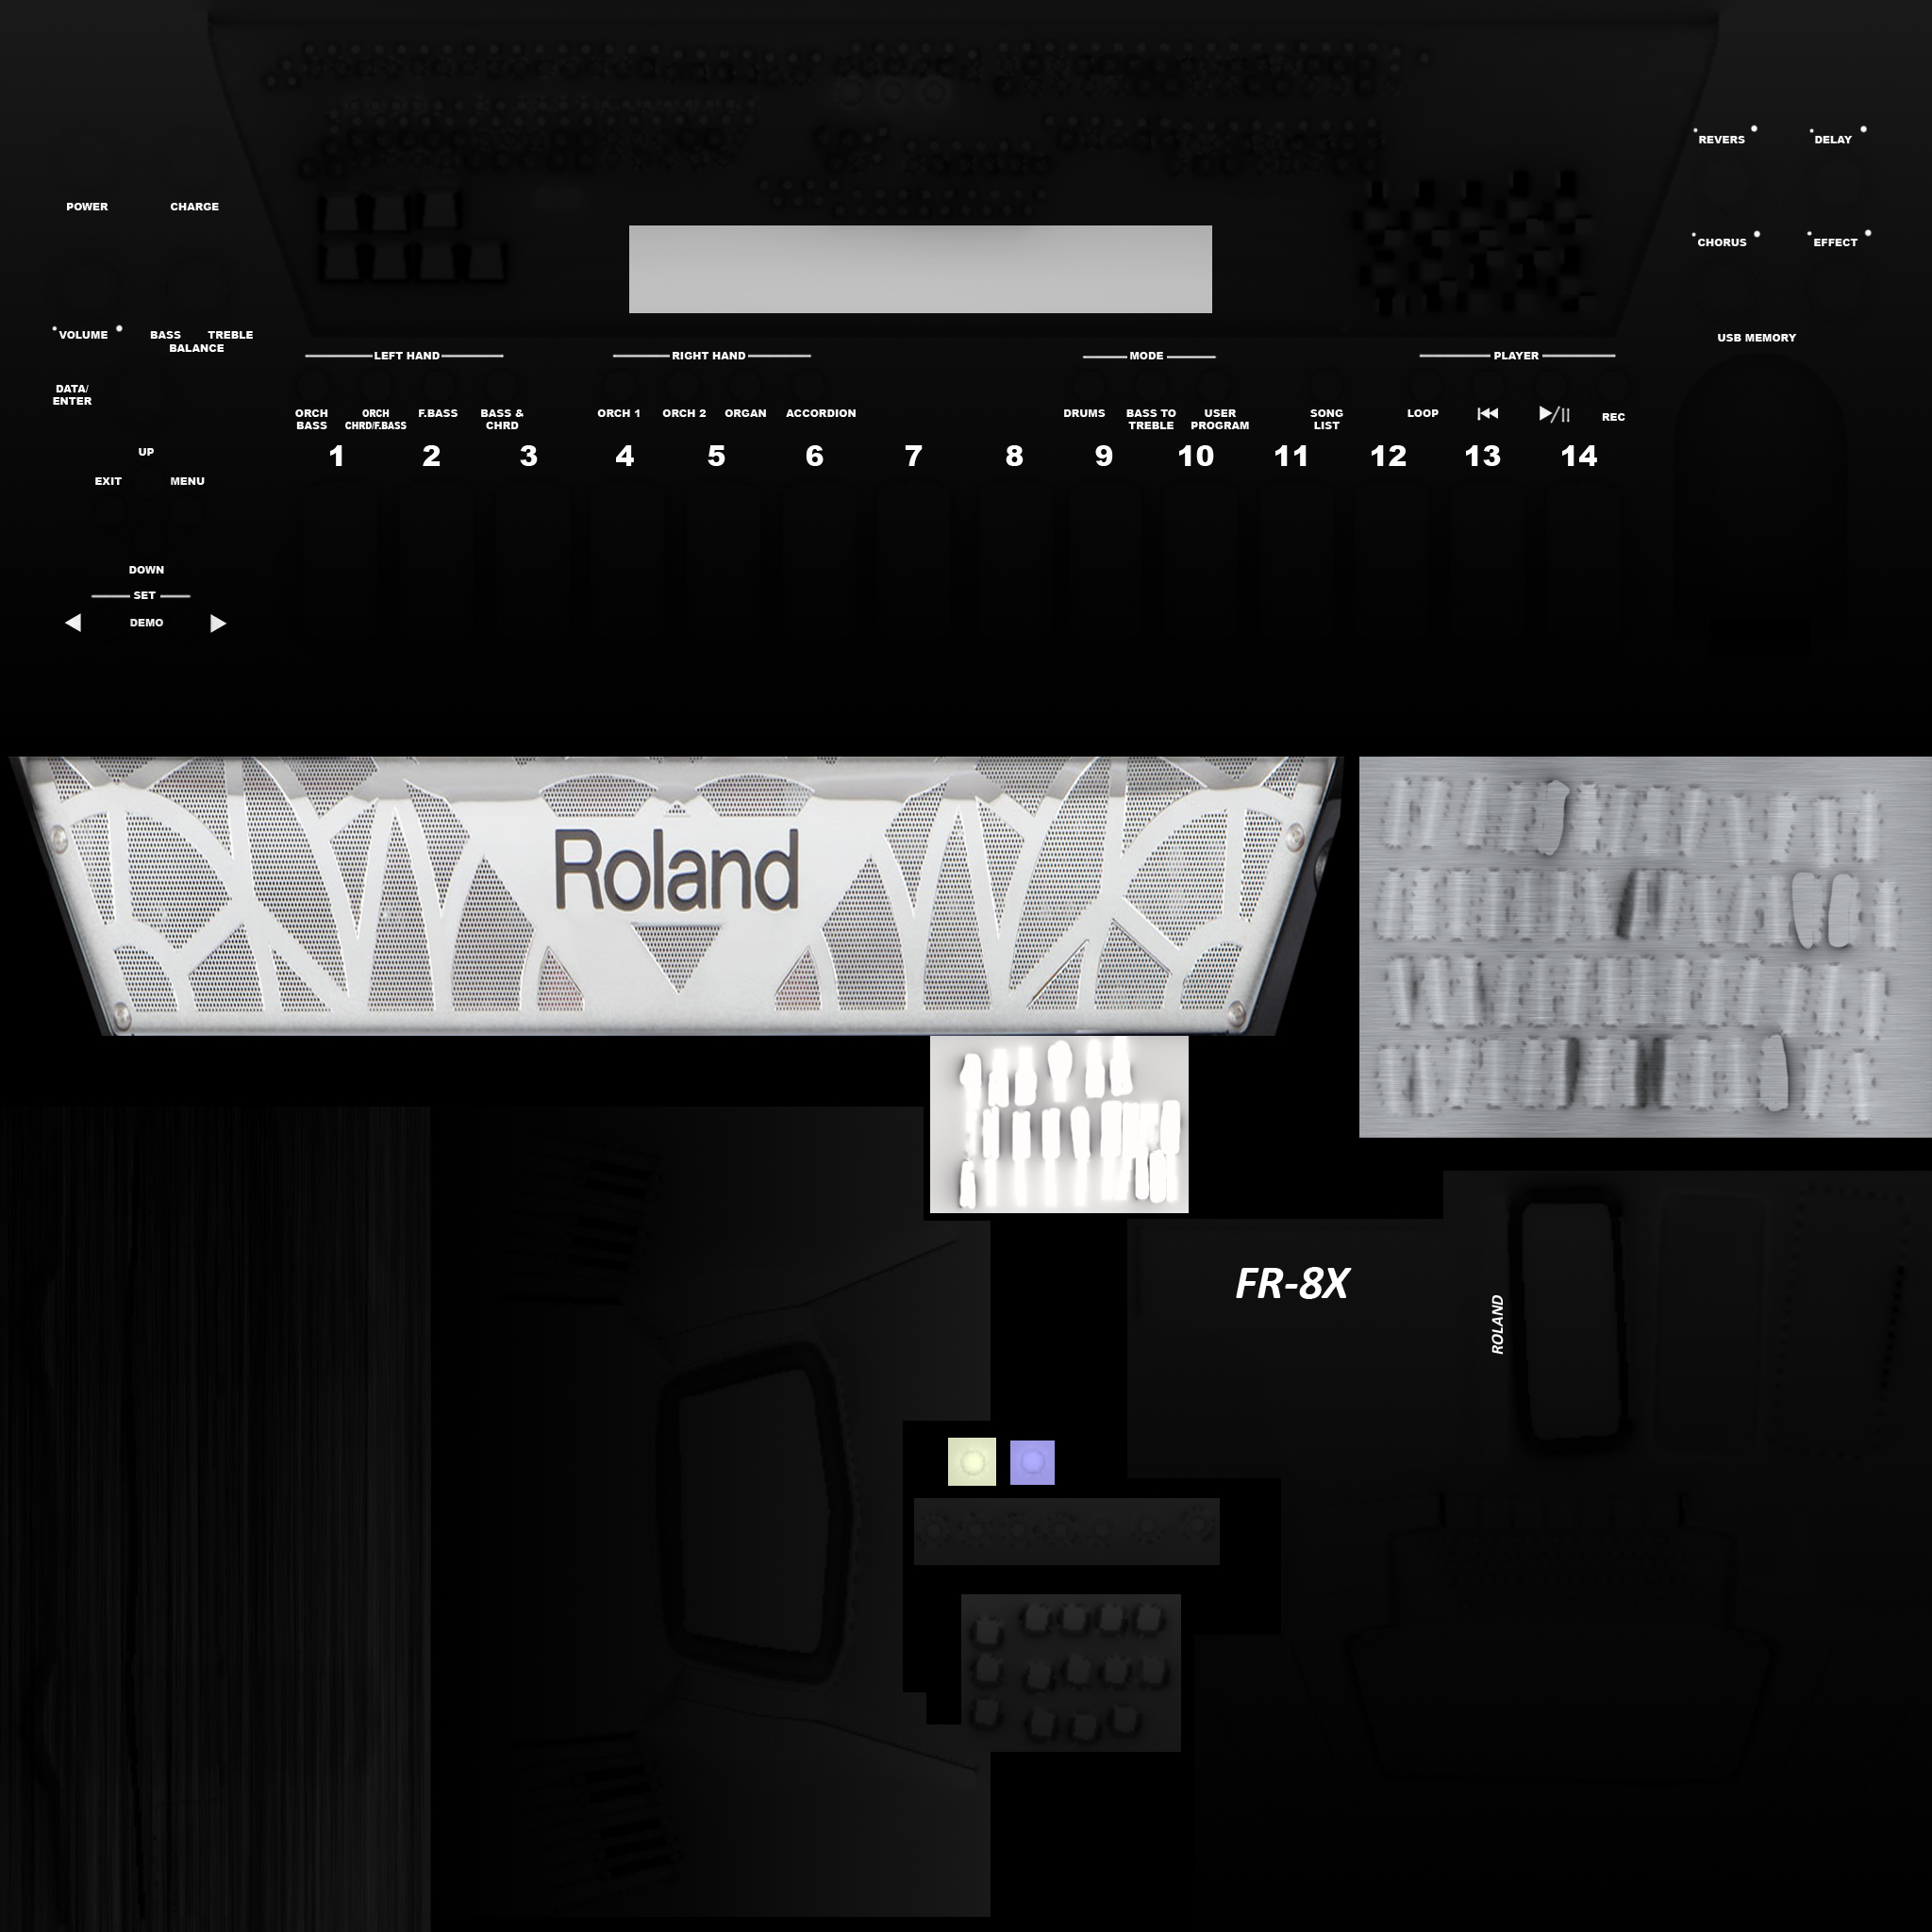 REVERS DELAY
POWER CHARGE
CHORUS EFFECT
VOLUME BASS TREBLE
BALANCE
USB MEMORY
LEFT HAND RIGHT HAND MODE PLAYER
DATA/
ENTER
ORCH BASS
ORCH CHRD/F.BASS
F.BASS
BASS & CHRD
ORCH 1
ORCH 2
ORGAN
ACCORDION
DRUMS
BASS TO TREBLE
USER PROGRAM
SONG LIST
LOOP
REC
1 2 3 4 5 6 7 8 9 10 11 12 13 14
UP
EXIT MENU
DOWN
SET
DEMO
Roland
FR-8X
ROLAND